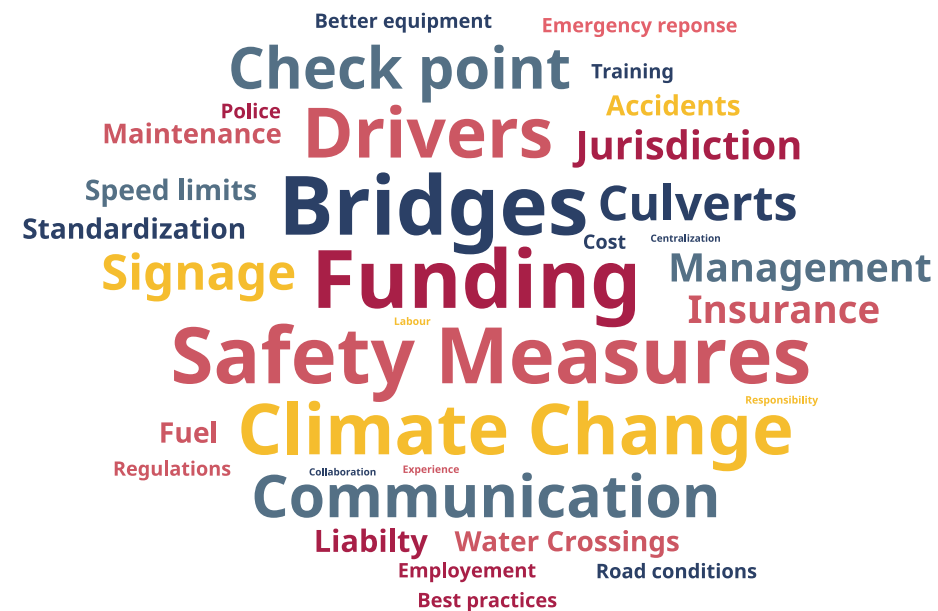 Better equipment
Emergency reponse
Check point
Training
Police
Accidents
Maintenance
Drivers
Jurisdiction
Speed limits
Bridges
Culverts
Standardization
Cost
Centralization
Signage
Funding
Management
Insurance
Labour
Safety Measures
Responsibility
Fuel
Climate Change
Regulations
Collaboration
Experience
Communication
Liabilty
Water Crossings
Employement
Road conditions
Best practices